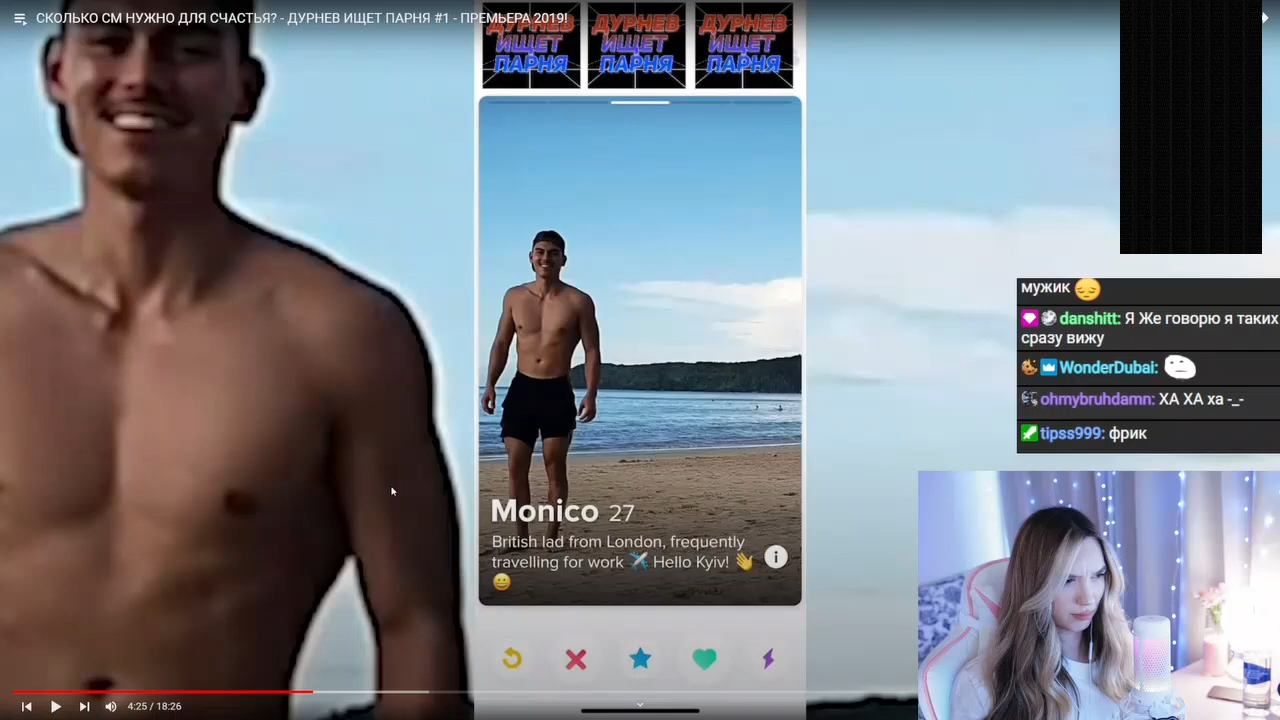 СКОЛЬКО СМ НУЖНО ДЛЯ СЧАСТЬЯ? - ДУРНЕВ ИЩЕТ ПАРНЯ #1 - ПРЕМЬЕРА 2019!
ДУРНЕВ
ИЩЕТ
ПАРНЯ
ДУРНЕВ
ИЩЕТ
ПАРНЯ
ДУРНЕВ
ИЩЕТ
ПАРНЯ
мужик 😔
danshitt: Я Же говорю я таких
сразу вижу
WonderDubai:
ohmybruhdamn: ХА ХА ха -_-
tipss999: фрик
Monico 27
British lad from London, frequently
travelling for work ✈️ Hello Kyiv! 👋
😀
4:25 / 18:26